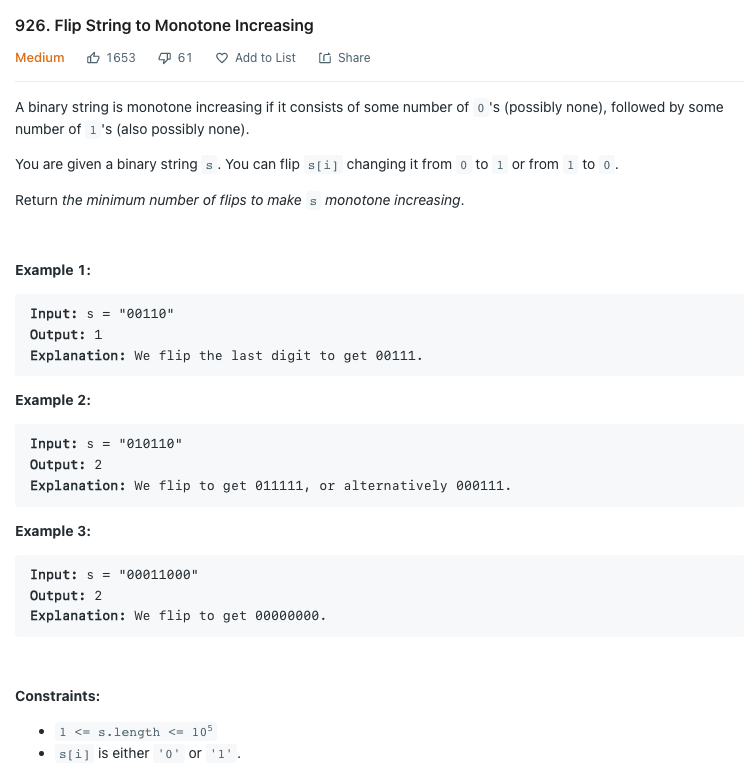 926. Flip String to Monotone Increasing
Medium 1653 61 Add to List Share
A binary string is monotone increasing if it consists of some number of 0 's (possibly none), followed by some
number of 1 's (also possibly none).
You are given a binary string s . You can flip s[i] changing it from 0 to 1 or from 1 to 0 .
Return the minimum number of flips to make s monotone increasing.
Example 1:
Input: s = "00110"
Output: 1
Explanation: We flip the last digit to get 00111.
Example 2:
Input: s = "010110"
Output: 2
Explanation: We flip to get 011111, or alternatively 000111.
Example 3:
Input: s = "00011000"
Output: 2
Explanation: We flip to get 00000000.
Constraints:
• 1 <= s.length <= 10⁵
• s[i] is either '0' or '1' .